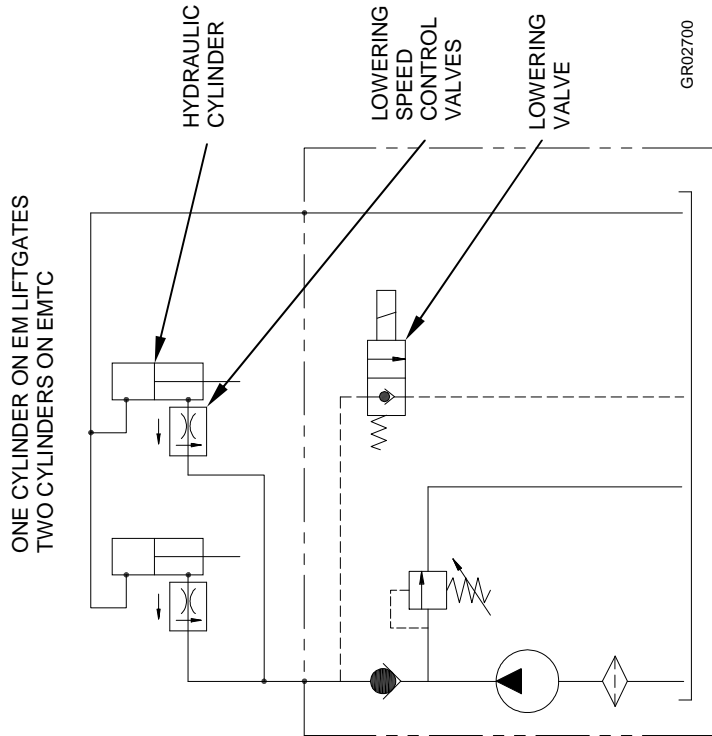 ONE CYLINDER ON EM LIFTGATES
TWO CYLINDERS ON EMTC
HYDRAULIC
CYLINDER
LOWERING
SPEED
CONTROL
VALVES
LOWERING
VALVE
GR02700